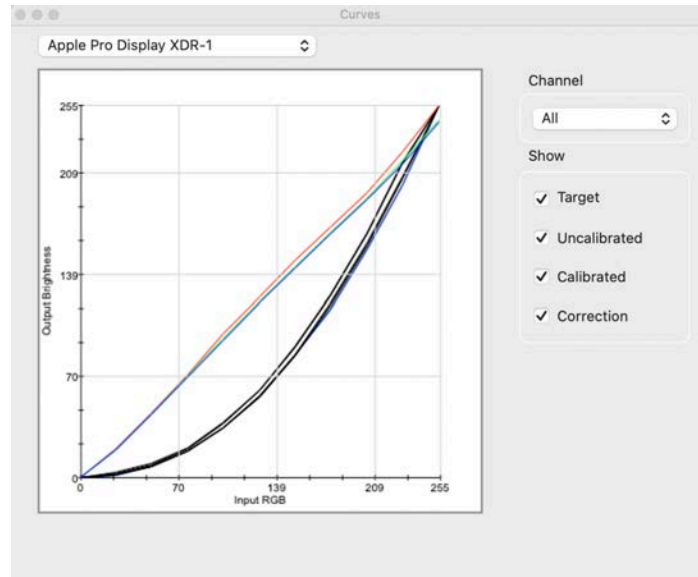 Curves
Apple Pro Display XDR-1
Channel
All
Show
Target
Uncalibrated
Calibrated
Correction
255
209
139
70
0
Output Brightness
0 70 139 209 255
Input RGB